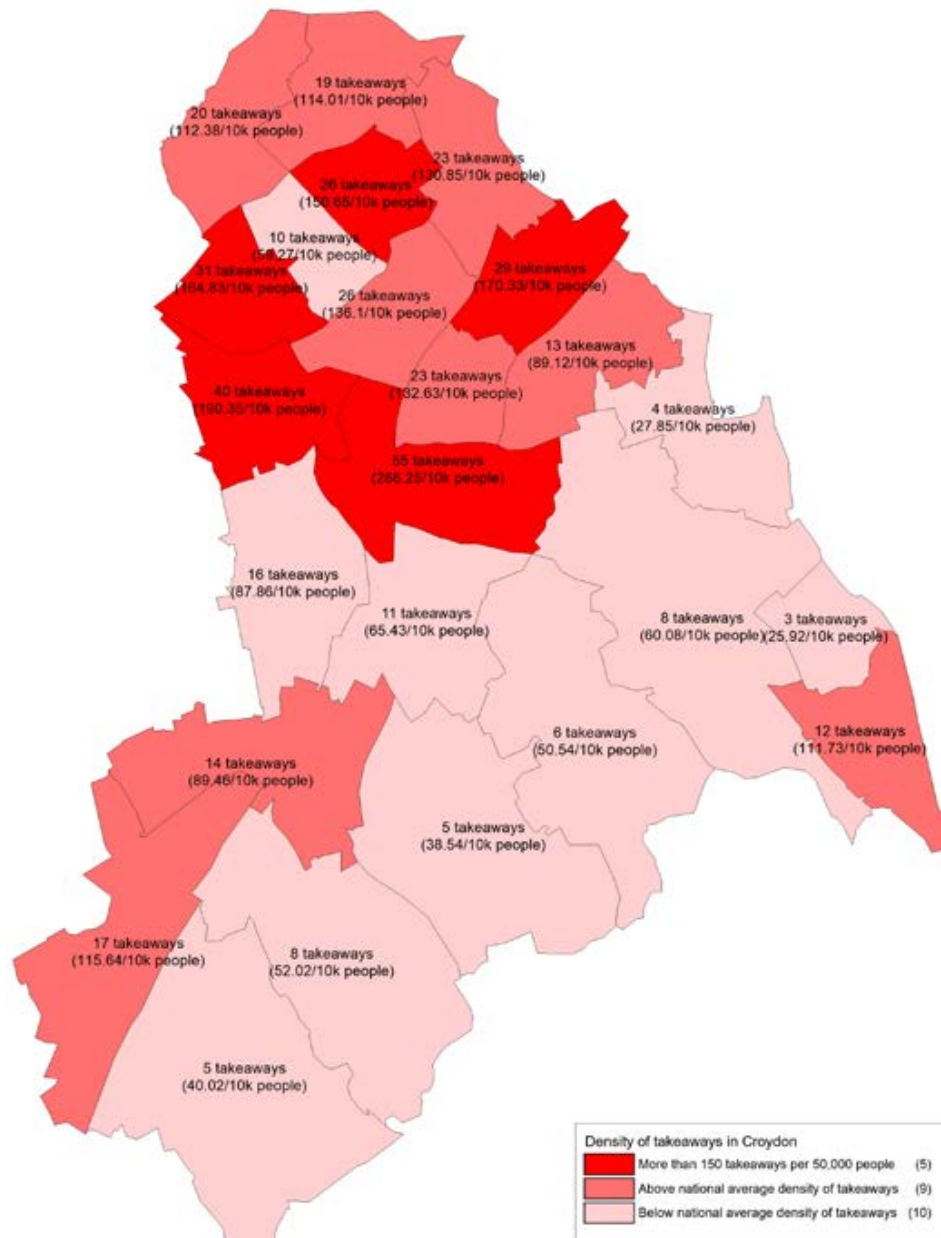 19 takeaways
(114.01/10k people)
20 takeaways
(112.38/10k people)
23 takeaways
(130.85/10k people)
26 takeaways
(150.65/10k people)
10 takeaways
(59.27/10k people)
31 takeaways
(164.83/10k people)
29 takeaways
(170.33/10k people)
26 takeaways
(136.1/10k people)
13 takeaways
(89.12/10k people)
23 takeaways
(132.63/10k people)
40 takeaways
(190.35/10k people)
4 takeaways
(27.85/10k people)
55 takeaways
(266.25/10k people)
16 takeaways
(87.86/10k people)
11 takeaways
(65.43/10k people)
8 takeaways
(60.08/10k people)
3 takeaways
(25.92/10k people)
12 takeaways
(111.73/10k people)
6 takeaways
(50.54/10k people)
14 takeaways
(89.46/10k people)
5 takeaways
(38.54/10k people)
17 takeaways
(115.64/10k people)
8 takeaways
(52.02/10k people)
5 takeaways
(40.02/10k people)
Density of takeaways in Croydon
More than 150 takeaways per 50,000 people (5)
Above national average density of takeaways (9)
Below national average density of takeaways (10)